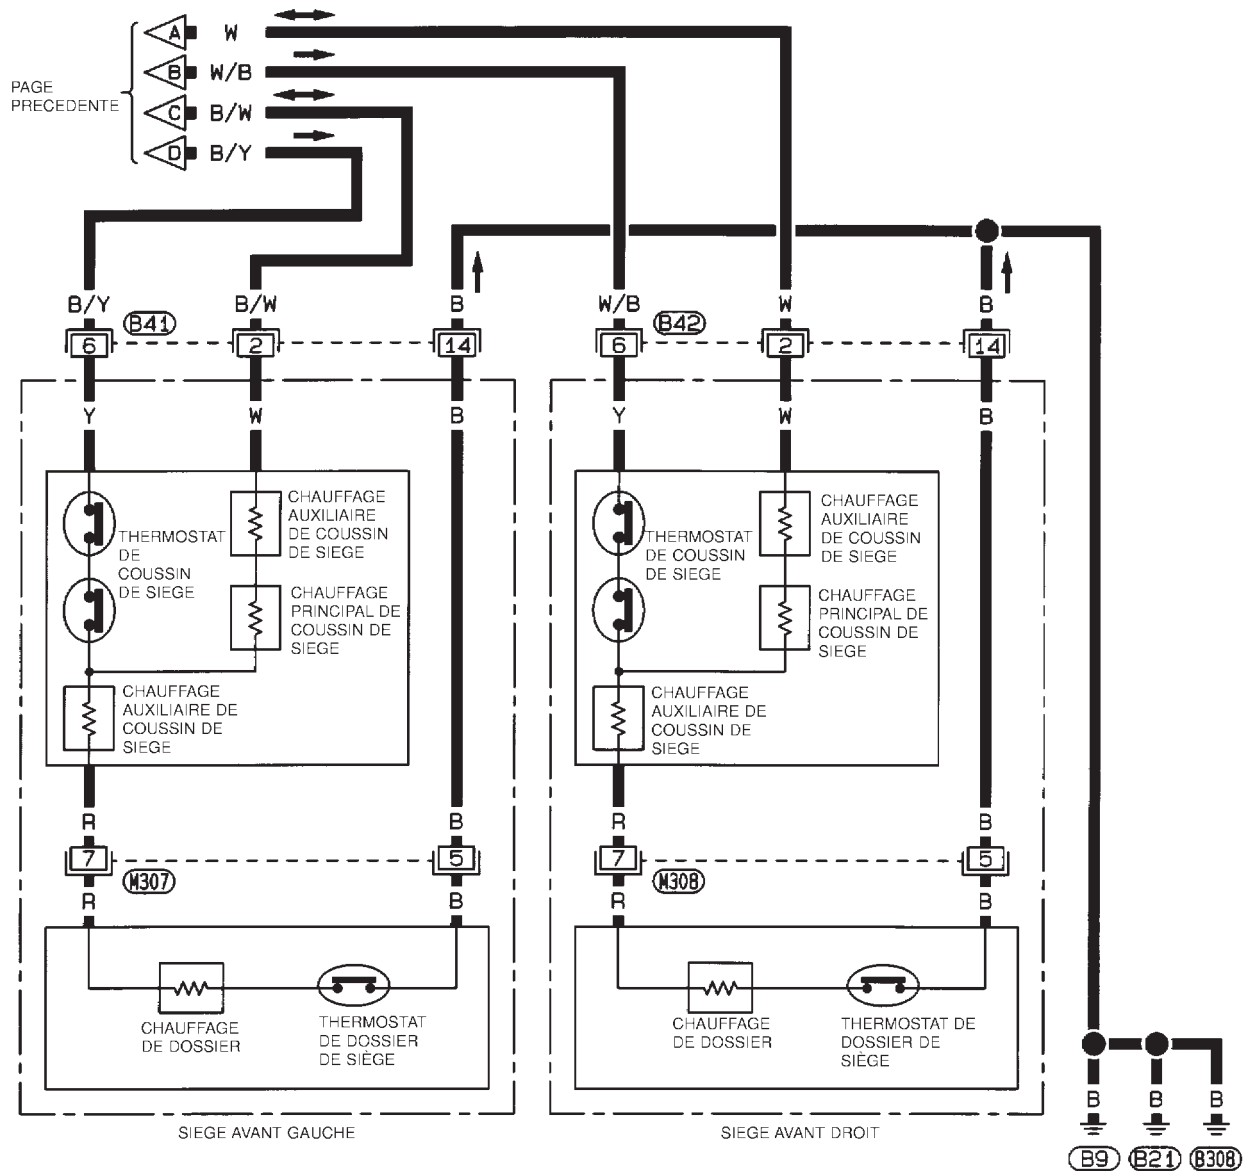 PAGE
PRECEDENTE
A W
B W/B
C B/W
D B/Y
B/Y B/W B W/B W B
B41 B42
6 2 14 6 2 14
Y W B Y W B
CHAUFFAGE
AUXILIAIRE
DE COUSSIN
DE SIEGE
THERMOSTAT
DE
COUSSIN
DE SIEGE
CHAUFFAGE
PRINCIPAL DE
COUSSIN DE
SIEGE
CHAUFFAGE
AUXILIAIRE DE
COUSSIN DE
SIEGE
CHAUFFAGE
AUXILIAIRE
DE COUSSIN
DE SIEGE
THERMOSTAT
DE COUSSIN
DE SIEGE
CHAUFFAGE
PRINCIPAL DE
COUSSIN DE
SIEGE
CHAUFFAGE
AUXILIAIRE DE
COUSSIN DE
SIEGE
R B R B
7 5 7 5
M307 M308
R B R B
CHAUFFAGE
DE DOSSIER
THERMOSTAT
DE DOSSIER
DE SIÈGE
CHAUFFAGE
DE DOSSIER
THERMOSTAT DE
DOSSIER DE
SIÈGE
SIEGE AVANT GAUCHE
SIEGE AVANT DROIT
B B B
B9 B21 B308